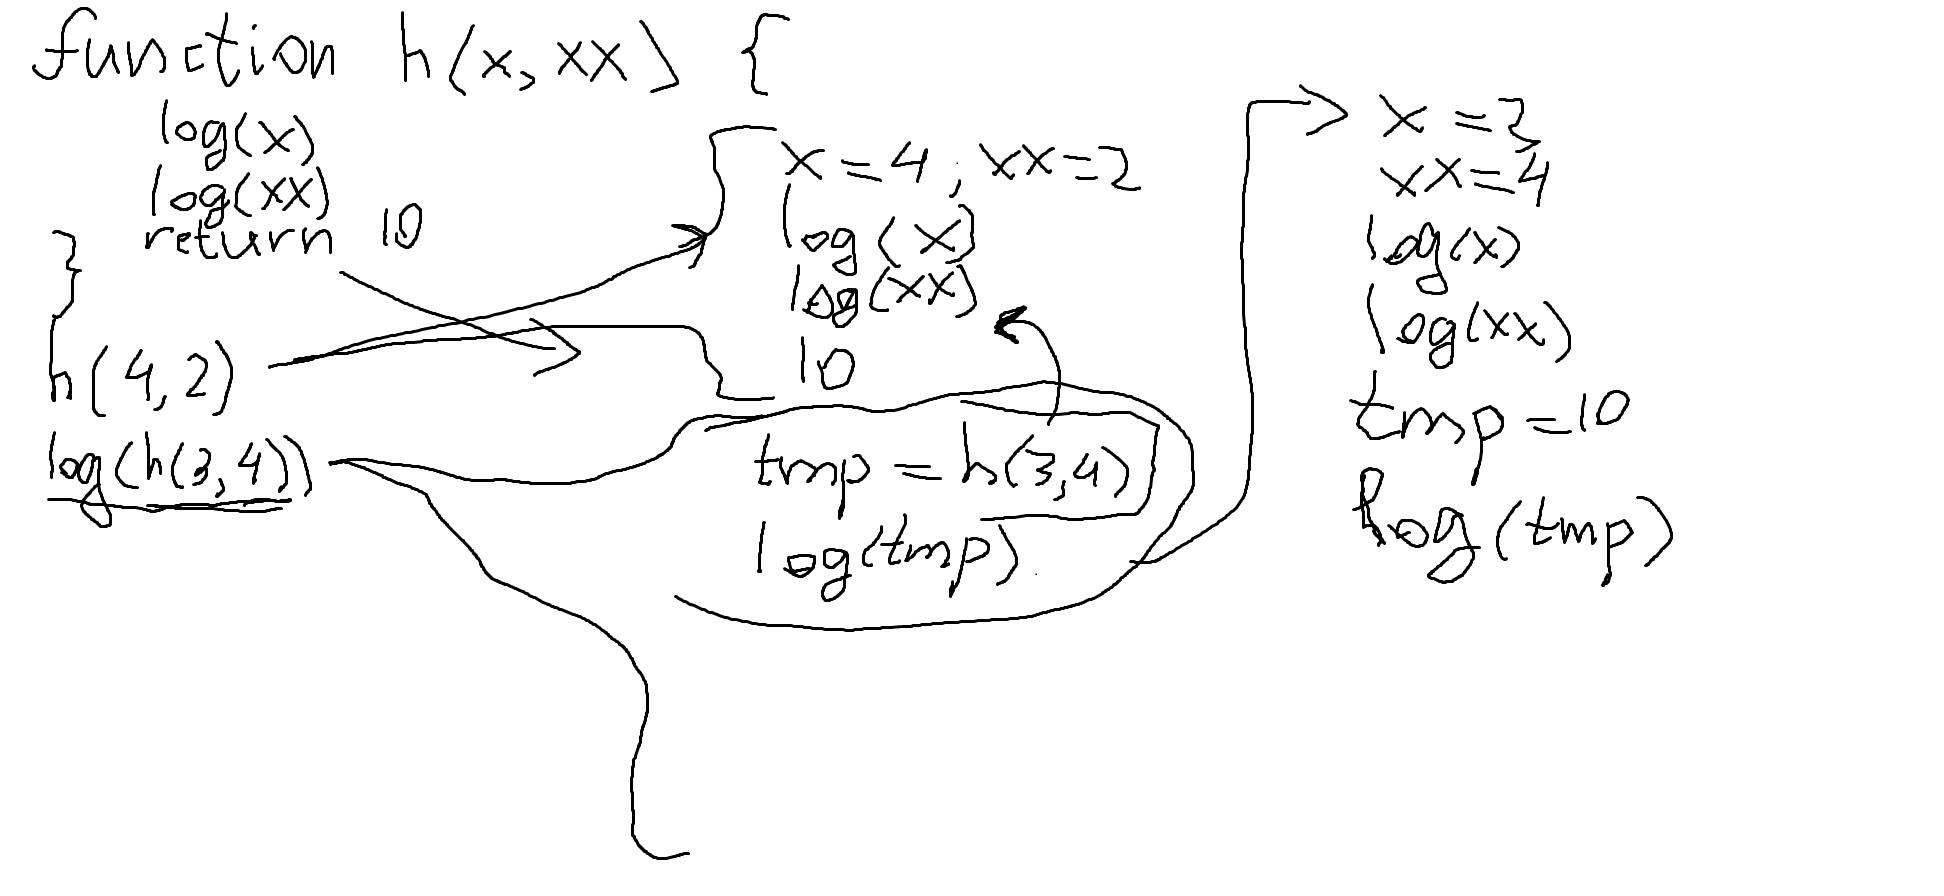 function h(x, xx) {
log(x)
log(xx)
return 10
}
h(4,2)
log(h(3,4))
x = 4, xx=2
log(x)
log(xx)
10
tmp = h(3,4)
log(tmp)
x =3
xx=4
log(x)
log(xx)
tmp =10
log(tmp)